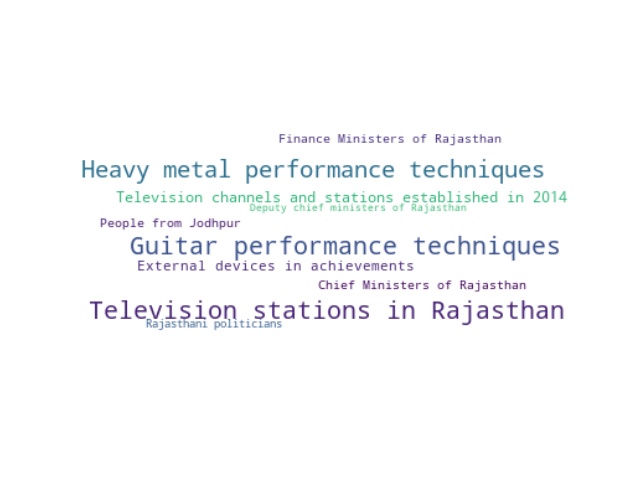 Finance Ministers of Rajasthan
Heavy metal performance techniques
Television channels and stations established in 2014
Deputy chief ministers of Rajasthan
People from Jodhpur
Guitar performance techniques
External devices in achievements
Chief Ministers of Rajasthan
Television stations in Rajasthan
Rajasthani politicians